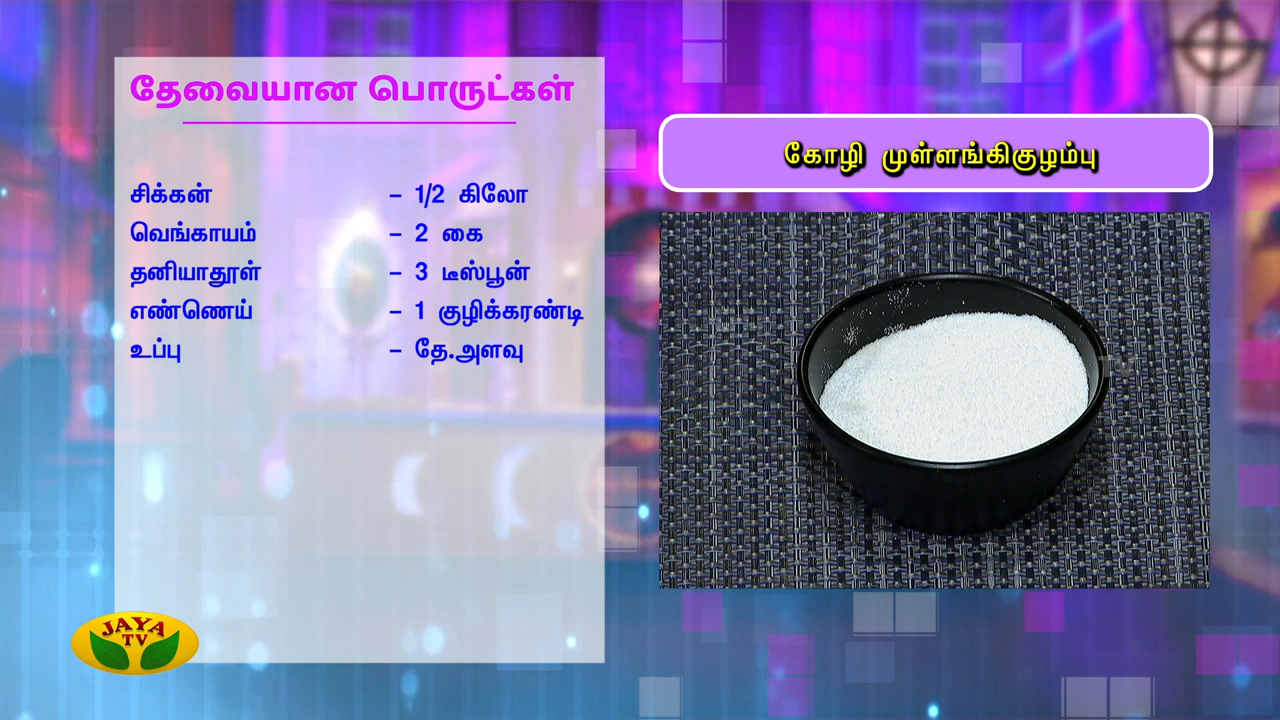 தேவையான பொருட்கள்
சிக்கன் - 1/2 கிலோ
வெங்காயம் - 2 கை
தனியாதூள் - 3 டீஸ்பூன்
எண்ணெய் - 1 குழிக்கரண்டி
உப்பு - தே.அளவு
கோழி முள்ளங்கிகுழம்பு
JAYA
TV